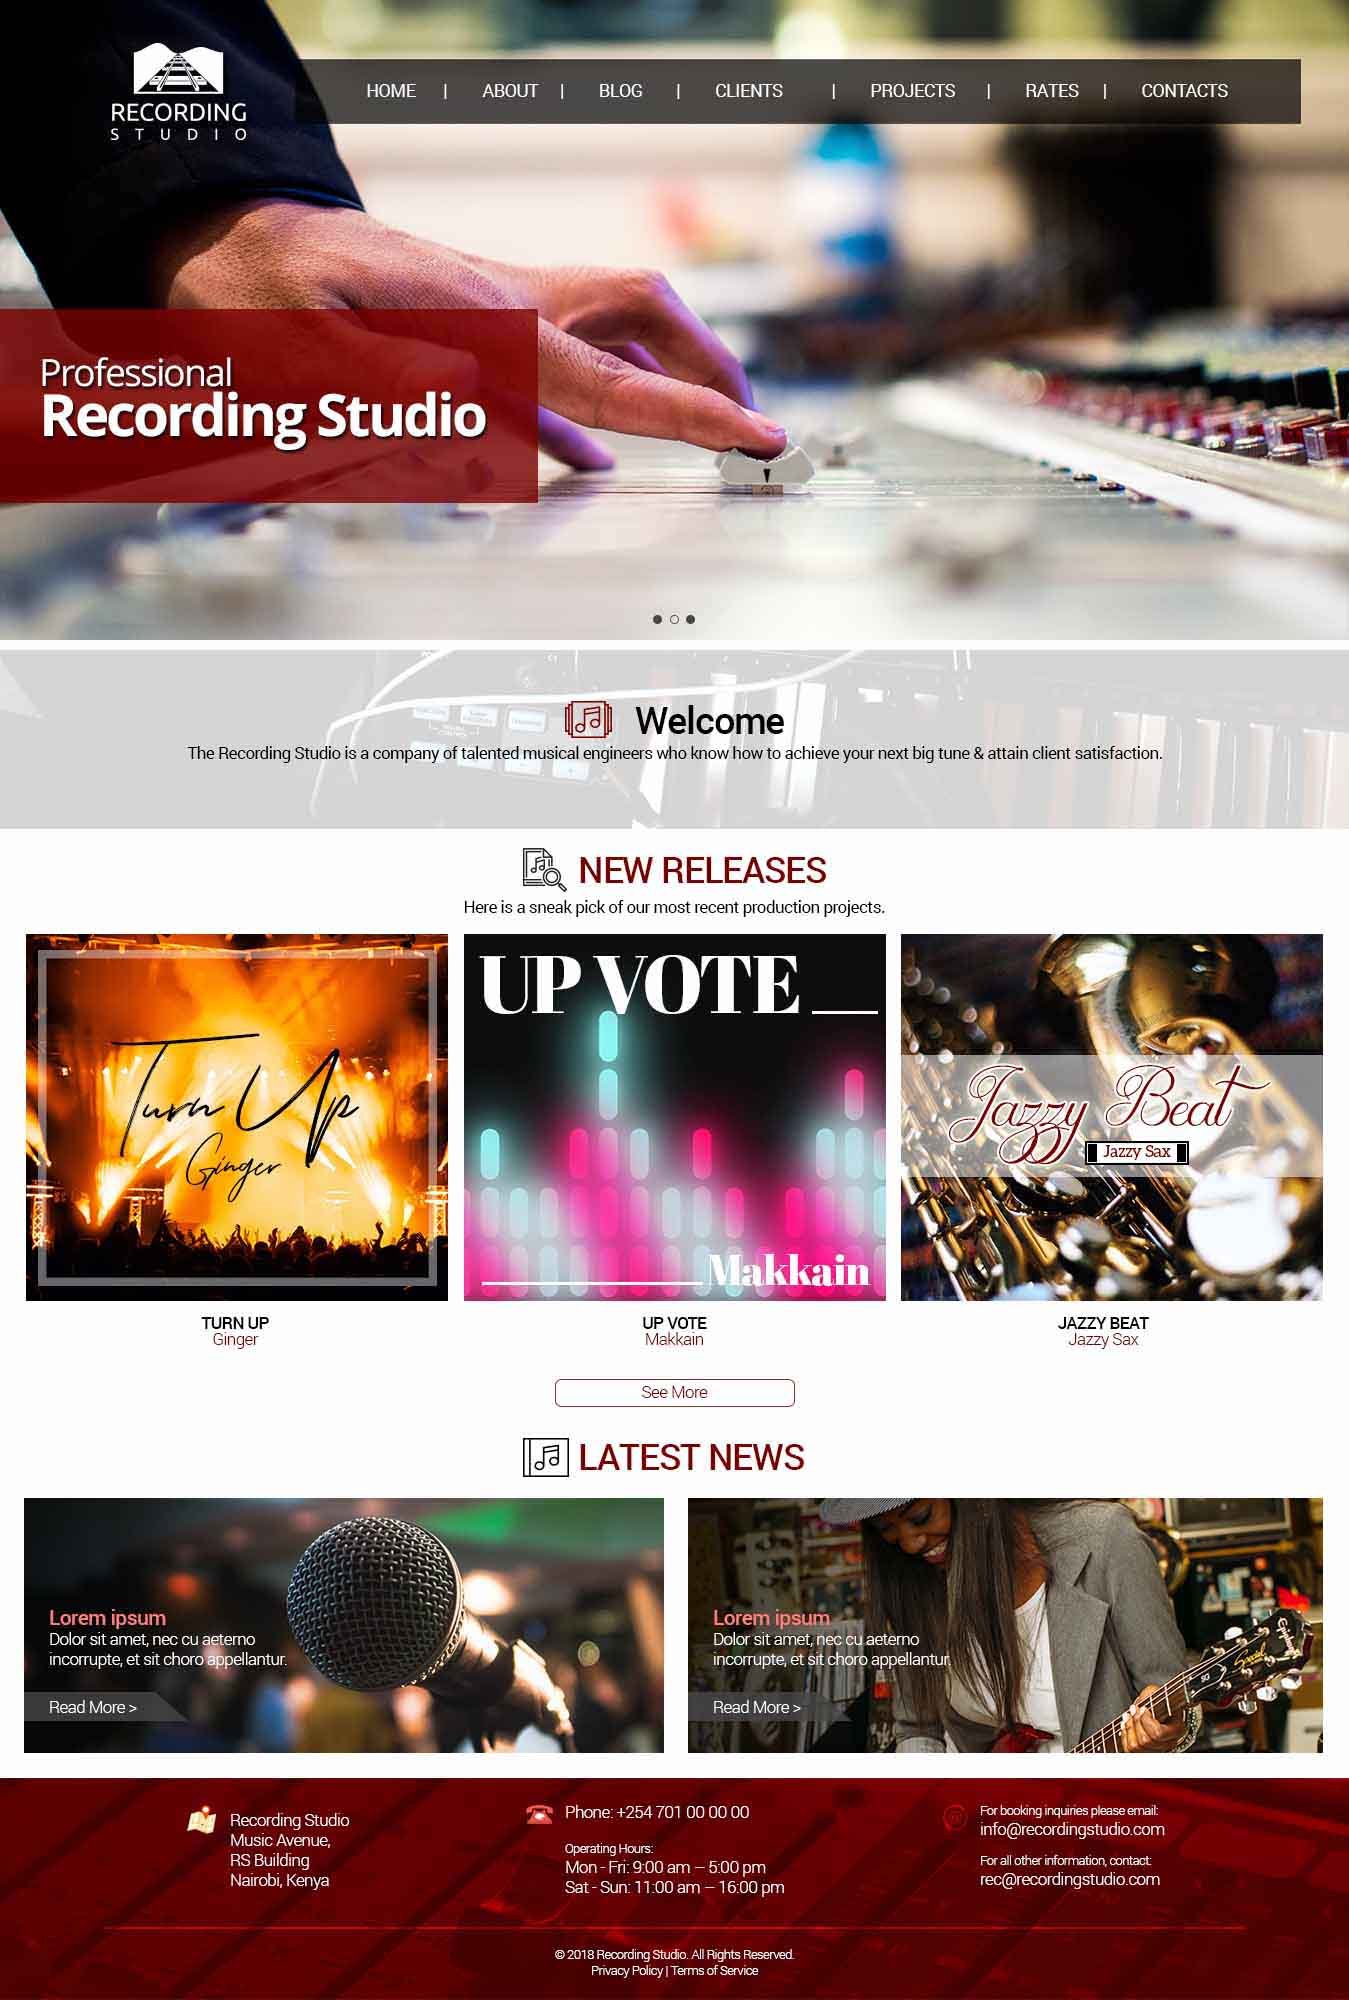 RECORDING
STUDIO
HOME | ABOUT | BLOG | CLIENTS | PROJECTS | RATES | CONTACTS
Professional
Recording Studio
Welcome
The Recording Studio is a company of talented musical engineers who know how to achieve your next big tune & attain client satisfaction.
NEW RELEASES
Here is a sneak pick of our most recent production projects.
Turn Up
Ginger
UP VOTE
Makkain
Jazzy Beat
Jazzy Sax
TURN UP
Ginger
UP VOTE
Makkain
JAZZY BEAT
Jazzy Sax
See More
LATEST NEWS
Lorem ipsum
Dolor sit amet, nec cu aeterno
incorrupte, et sit choro appellantur.
Read More >
Lorem ipsum
Dolor sit amet, nec cu aeterno
incorrupte, et sit choro appellantur.
Read More >
Epiphone
Special
SG
Recording Studio
Music Avenue,
RS Building
Nairobi, Kenya
Phone: +254 701 00 00 00
Operating Hours:
Mon - Fri: 9:00 am – 5:00 pm
Sat - Sun: 11:00 am – 16:00 pm
For booking inquiries please email:
info@recordingstudio.com
For all other information, contact:
rec@recordingstudio.com
© 2018 Recording Studio. All Rights Reserved.
Privacy Policy | Terms of Service